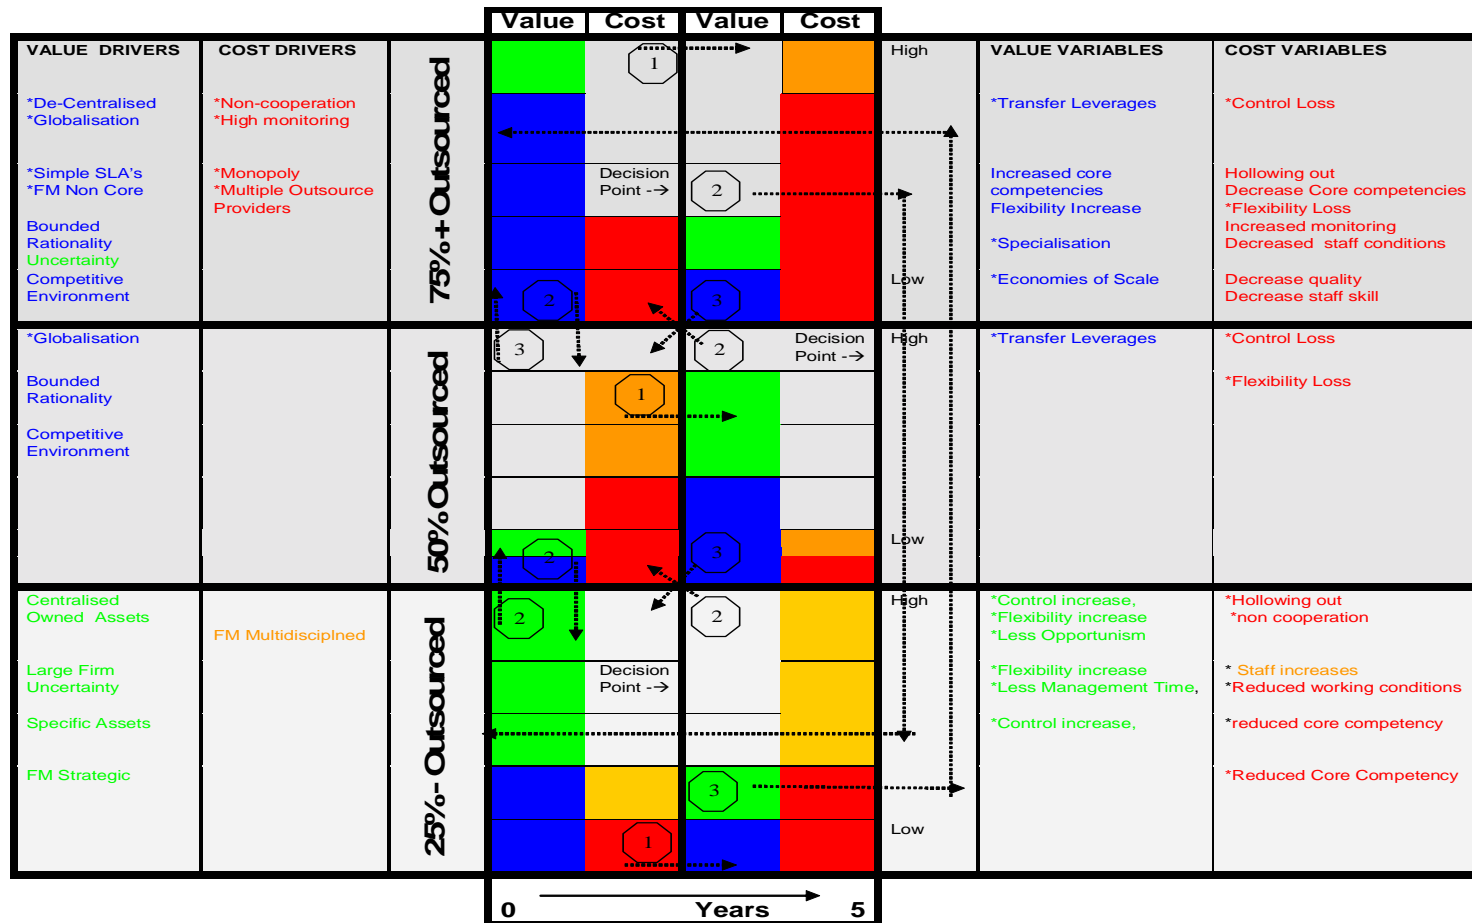 Value Cost Value Cost
VALUE DRIVERS
COST DRIVERS
75%+ Outsourced
1
High
VALUE VARIABLES
COST VARIABLES
*De-Centralised
*Globalisation
*Non-cooperation
*High monitoring
*Transfer Leverages
*Control Loss
*Simple SLA's
*FM Non Core
*Monopoly
*Multiple Outsource
Providers
Decision
Point -→
2
Increased core
competencies
Flexibility Increase
Hollowing out
Decrease Core competencies
*Flexibility Loss
Bounded
Rationality
Uncertainty
*Specialisation
Increased monitoring
Decreased staff conditions
Competitive
Environment
2
3
Low
*Economies of Scale
Decrease quality
Decrease staff skill
*Globalisation
50% Outsourced
3
2
Decision
Point -→
High
*Transfer Leverages
*Control Loss
Bounded
Rationality
1
*Flexibility Loss
Competitive
Environment
2
3
Low
Centralised
Owned Assets
FM Multidisciplned
25%- Outsourced
2
2
High
*Control increase,
*Flexibility increase
*Less Opportunism
*Hollowing out
*non cooperation
Large Firm
Uncertainty
Decision
Point -→
*Flexibility increase
*Less Management Time,
* Staff increases
*Reduced working conditions
Specific Assets
*Control increase,
*reduced core competency
FM Strategic
3
*Reduced Core Competency
1
Low
0 Years 5